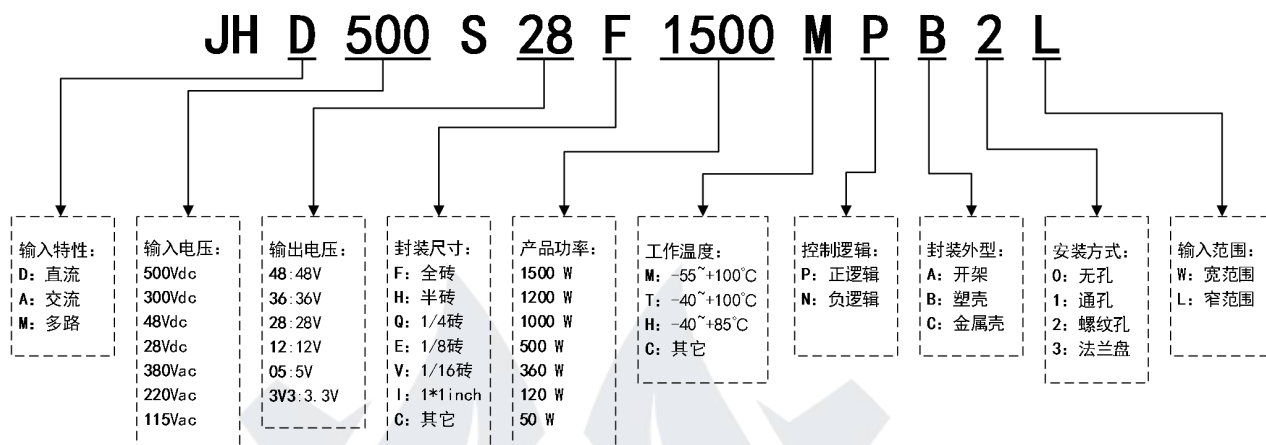 JH D 500 S 28 F 1500 M P B 2 L
输入特性：
D：直流
A：交流
M：多路
输入电压：
500Vdc
300Vdc
48Vdc
28Vdc
380Vac
220Vac
115Vac
输出电压：
48:48V
36:36V
28:28V
12:12V
05:5V
3V3:3.3V
封装尺寸：
F：全砖
H：半砖
Q：1/4砖
E：1/8砖
V：1/16砖
I：1*1inch
C：其它
产品功率：
1500 W
1200 W
1000 W
500 W
360 W
120 W
50 W
工作温度：
M：-55~+100℃
T：-40~+100℃
H：-40~+85℃
C：其它
控制逻辑：
P：正逻辑
N：负逻辑
封装外型：
A：开架
B：塑壳
C：金属壳
安装方式：
0：无孔
1：通孔
2：螺纹孔
3：法兰盘
输入范围：
W：宽范围
L：窄范围